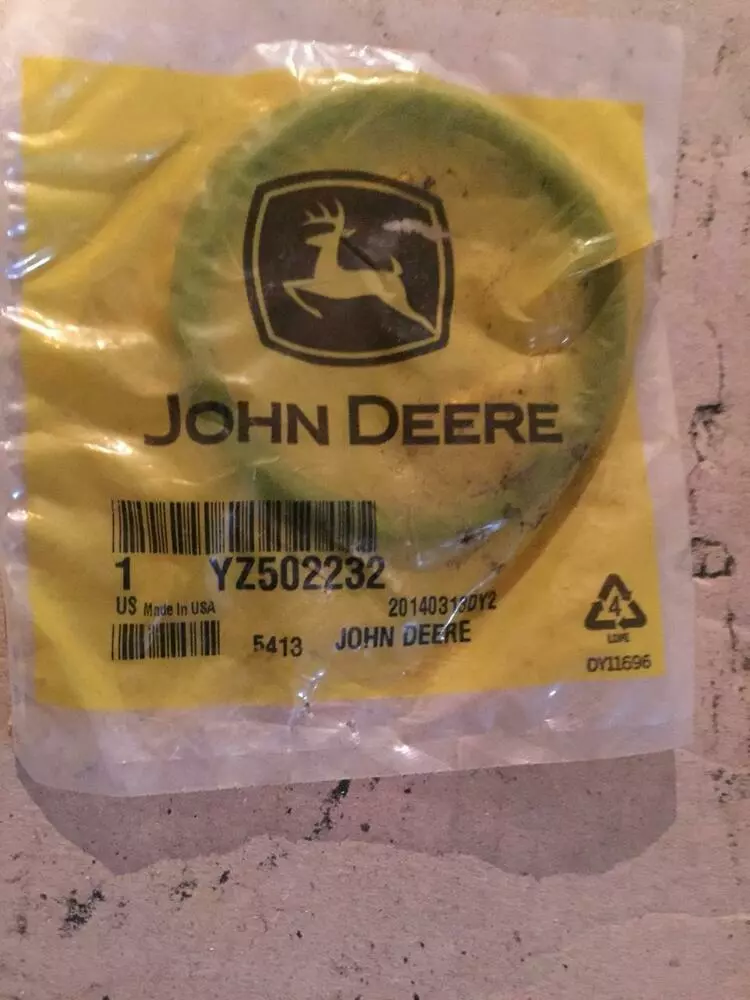 JOHN DEERE
1 YZ502232
US Made In USA
20140313DY2
5413 JOHN DEERE
4
LDPE
DY11696